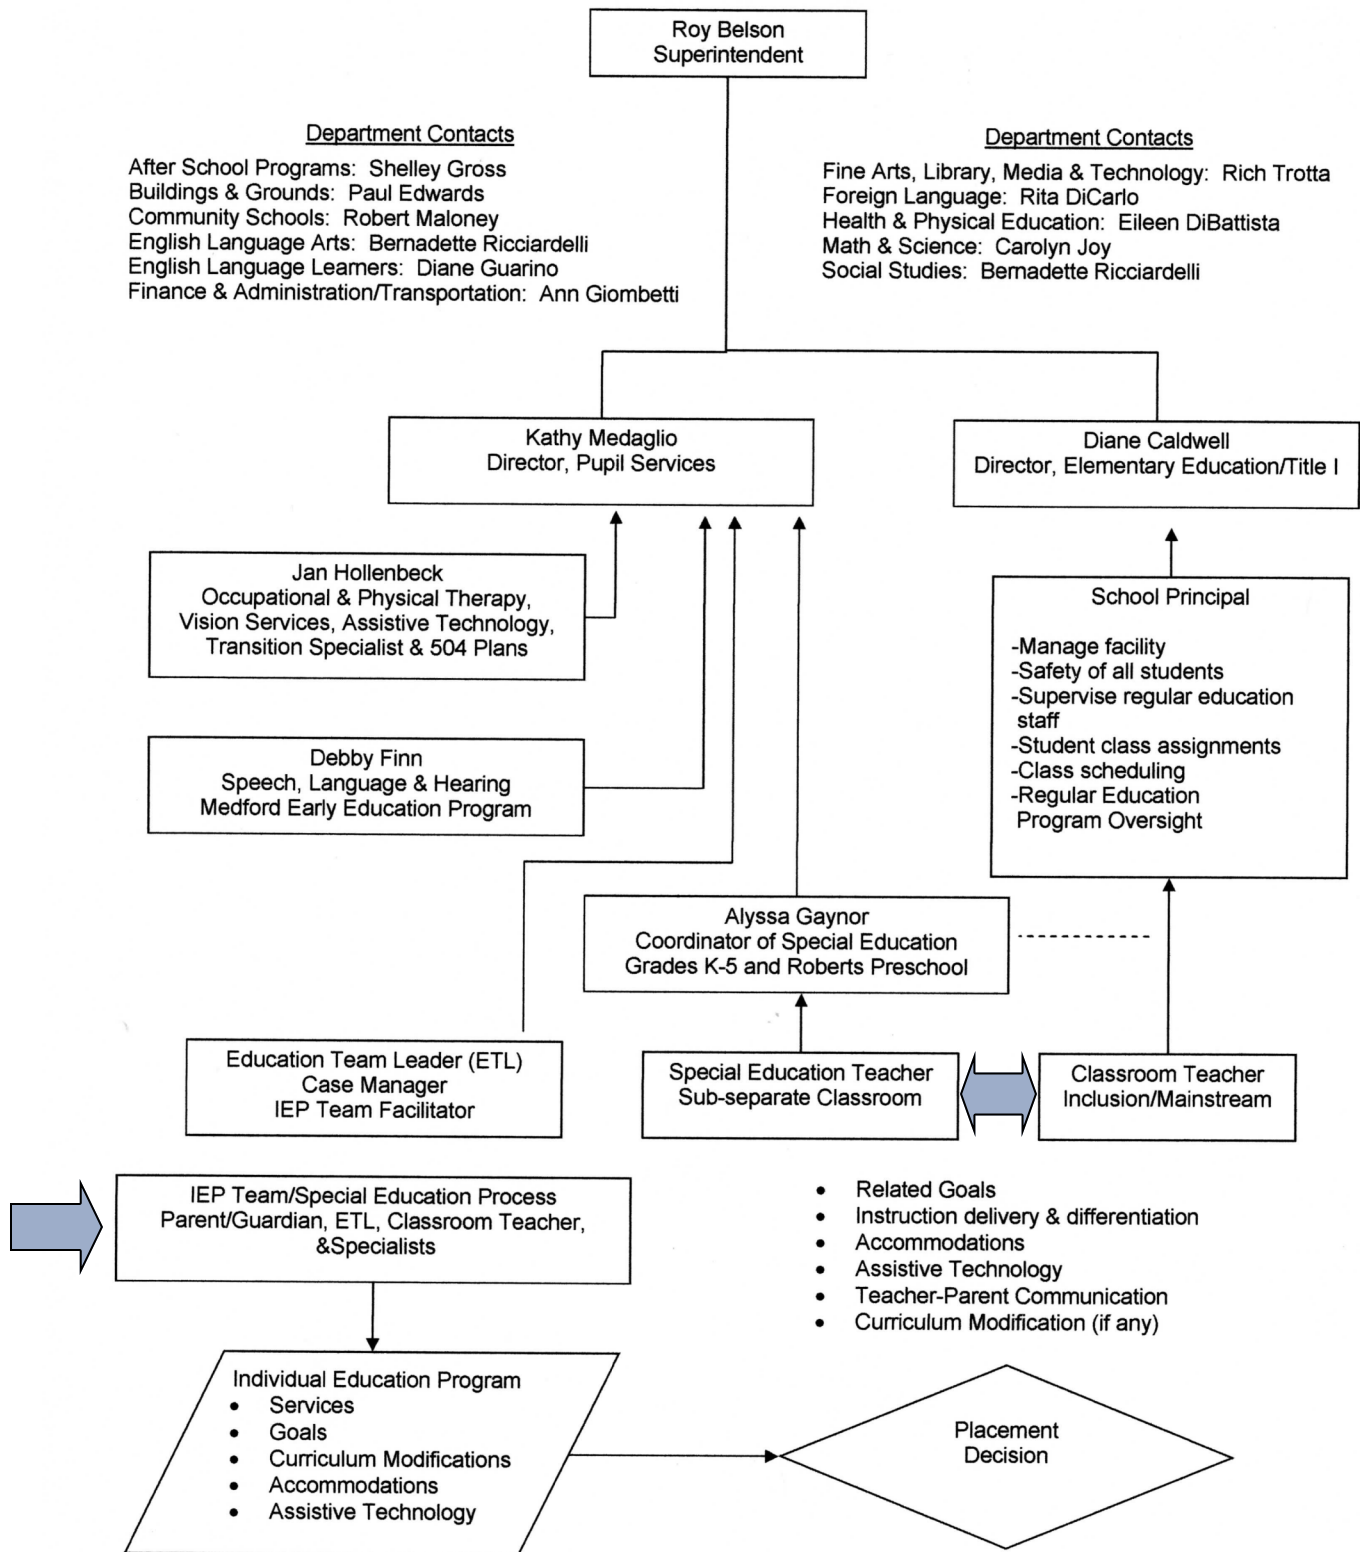 Roy Belson
Superintendent
Department Contacts
After School Programs:  Shelley Gross
Buildings & Grounds:  Paul Edwards
Community Schools:  Robert Maloney
English Language Arts:  Bernadette Ricciardelli
English Language Learners:  Diane Guarino
Finance & Administration/Transportation:  Ann Giombetti
Department Contacts
Fine Arts, Library, Media & Technology:  Rich Trotta
Foreign Language:  Rita DiCarlo
Health & Physical Education:  Eileen DiBattista
Math & Science:  Carolyn Joy
Social Studies:  Bernadette Ricciardelli
Kathy Medaglio
Director, Pupil Services
Diane Caldwell
Director, Elementary Education/Title I
Jan Hollenbeck
Occupational & Physical Therapy,
Vision Services, Assistive Technology,
Transition Specialist & 504 Plans
School Principal
-Manage facility
-Safety of all students
-Supervise regular education
staff
-Student class assignments
-Class scheduling
-Regular Education
Program Oversight
Debby Finn
Speech, Language & Hearing
Medford Early Education Program
Alyssa Gaynor
Coordinator of Special Education
Grades K-5 and Roberts Preschool
Education Team Leader (ETL)
Case Manager
IEP Team Facilitator
Special Education Teacher
Sub-separate Classroom
Classroom Teacher
Inclusion/Mainstream
IEP Team/Special Education Process
Parent/Guardian, ETL, Classroom Teacher,
&Specialists
• Related Goals
• Instruction delivery & differentiation
• Accommodations
• Assistive Technology
• Teacher-Parent Communication
• Curriculum Modification (if any)
Individual Education Program
• Services
• Goals
• Curriculum Modifications
• Accommodations
• Assistive Technology
Placement
Decision